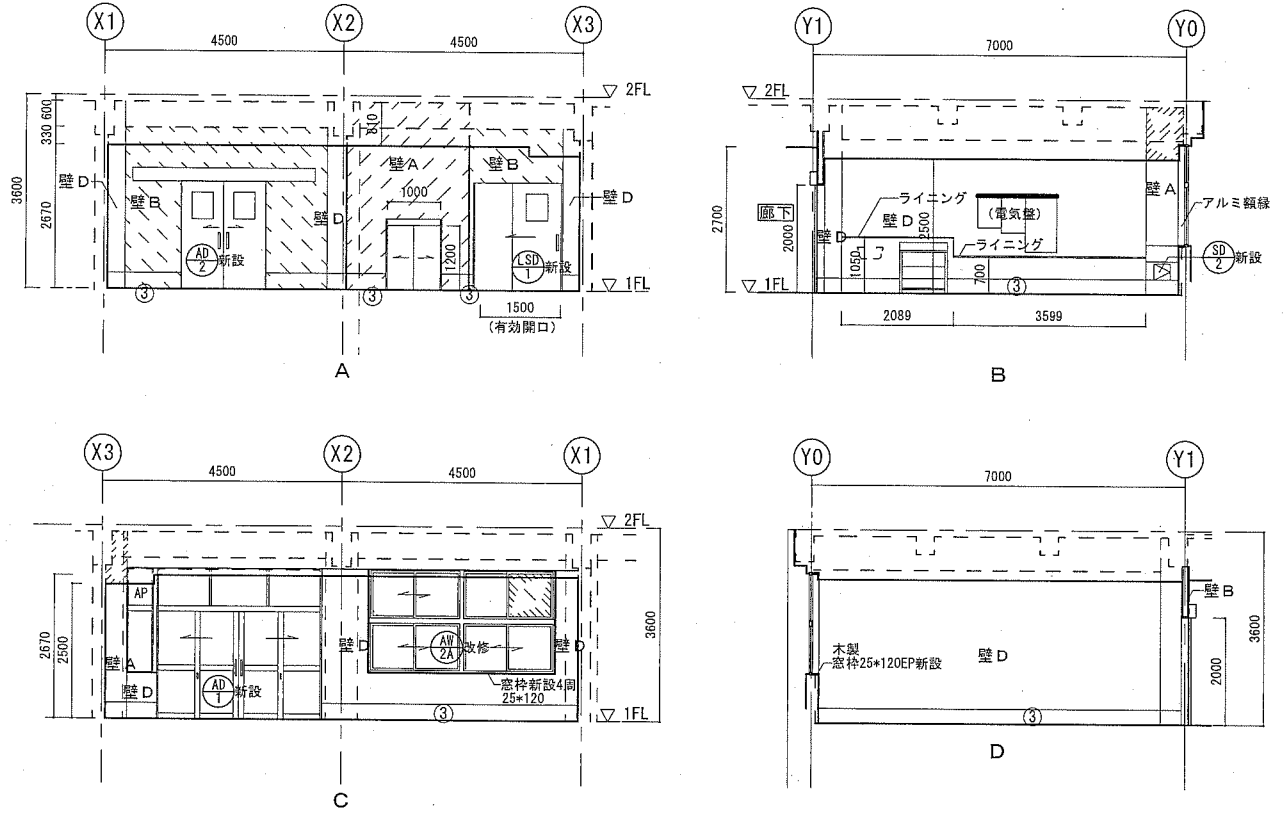 X1
X2
X3
4500
4500
2FL
600
330
3600
2670
810
壁D
壁B
壁D
壁A
壁B
壁D
1000
1200
AD
2
新設
LSD
1
新設
1FL
3
3
3
1500
(有効開口)
A
Y1
Y0
7000
2FL
2700
2000
廊下
壁D
ライニング
壁D
2500
(電気盤)
ライニング
壁A
アルミ額縁
SD
2
新設
1050
700
3
1FL
2089
3599
B
X3
X2
X1
4500
4500
2FL
AP
2670
2500
3600
壁A
壁D
AD
1
新設
壁D
AW
2A
改修
壁D
窓枠新設4周
25*120
3
1FL
C
Y0
Y1
7000
壁B
3600
2000
木製
窓枠25*120EP新設
壁D
3
D